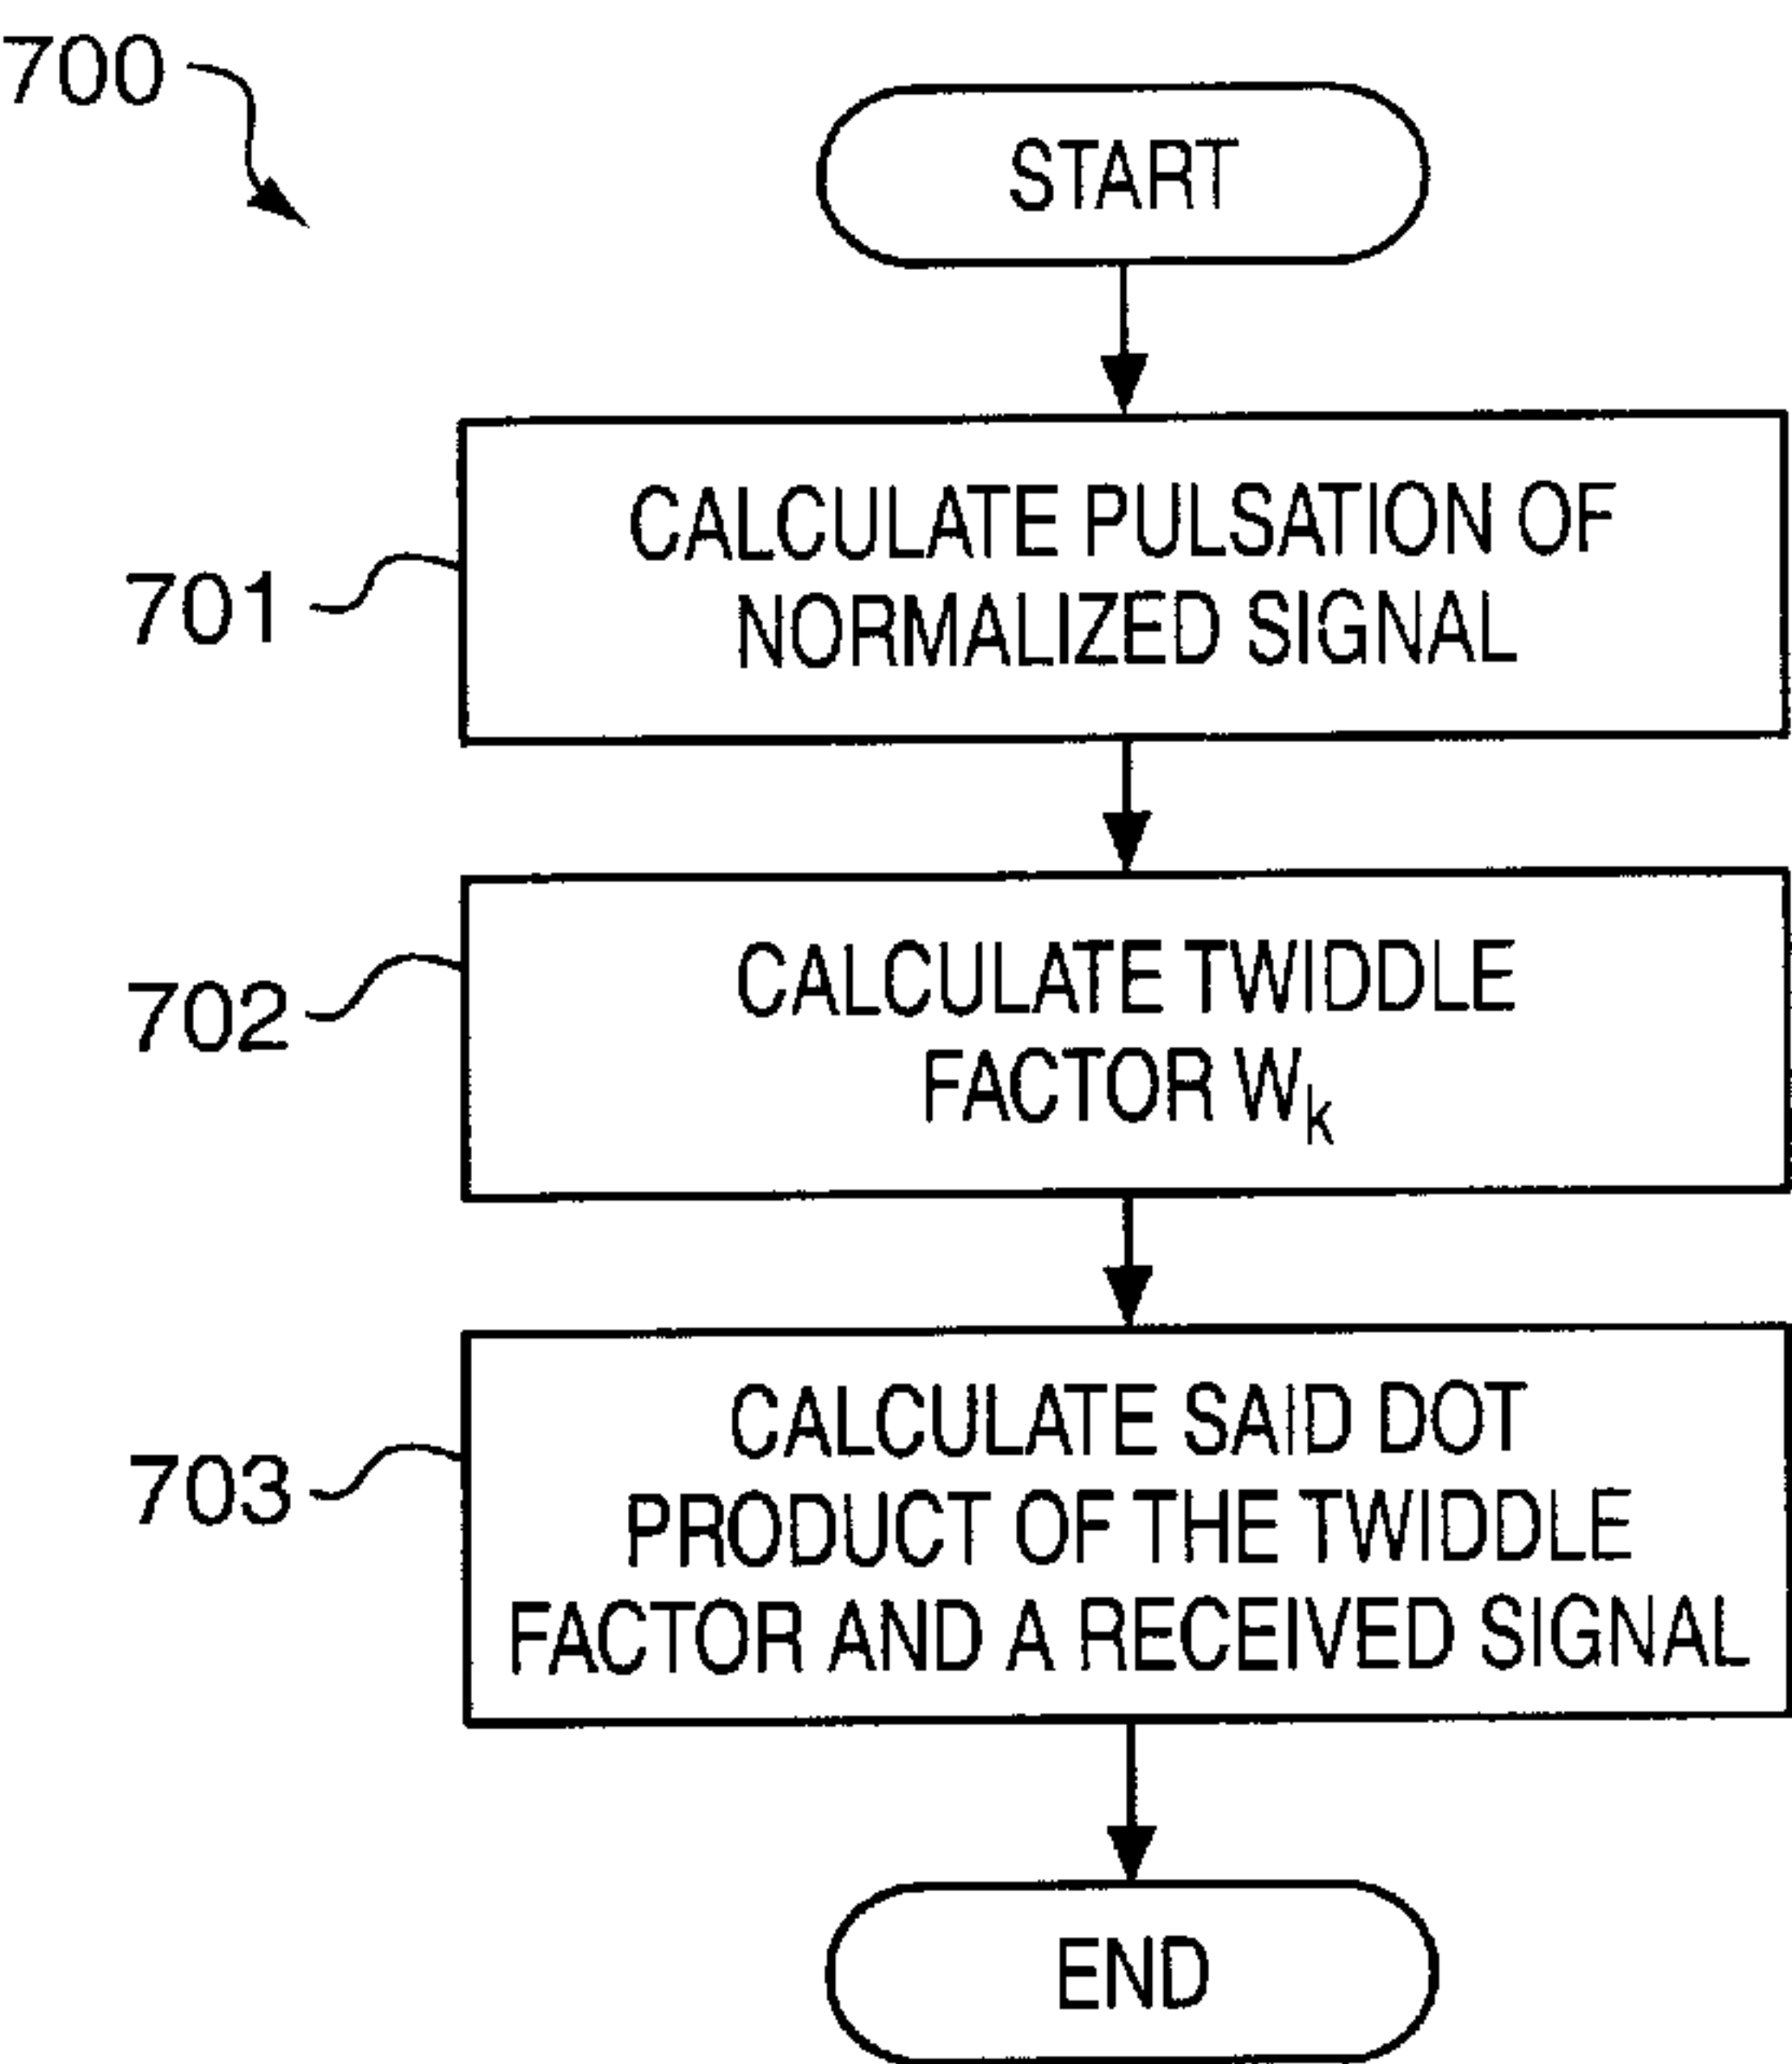 700
START
CALCULATE PULSATION OF
NORMALIZED SIGNAL
701
CALCULATE TWIDDLE
FACTOR Wk
702
CALCULATE SAID DOT
PRODUCT OF THE TWIDDLE
FACTOR AND A RECEIVED SIGNAL
703
END